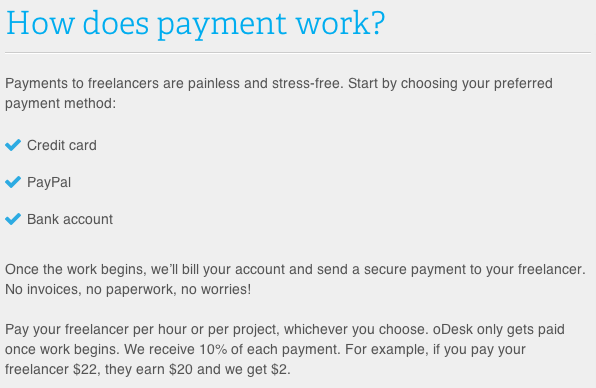 How does payment work?
Payments to freelancers are painless and stress-free. Start by choosing your preferred
payment method:
Credit card
PayPal
Bank account
Once the work begins, we’ll bill your account and send a secure payment to your freelancer.
No invoices, no paperwork, no worries!
Pay your freelancer per hour or per project, whichever you choose. oDesk only gets paid
once work begins. We receive 10% of each payment. For example, if you pay your
freelancer $22, they earn $20 and we get $2.